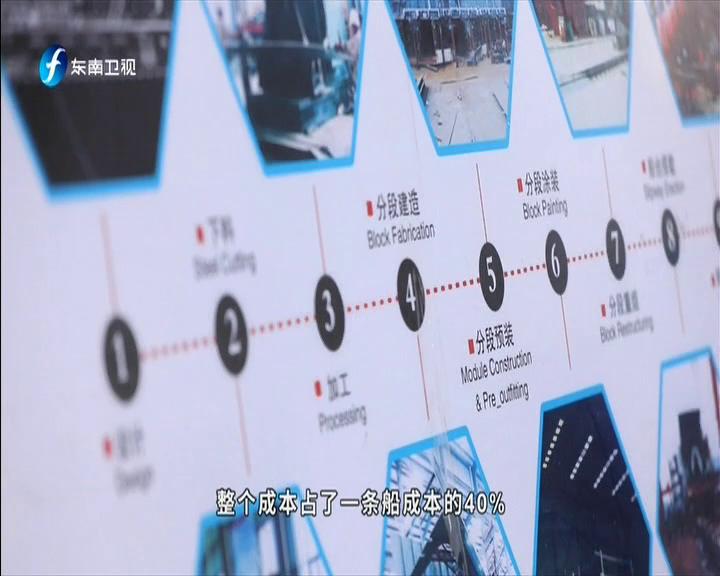 东南卫视
1
设计
Design
2
下料
Steel Cutting
3
加工
Processing
4
分段建造
Block Fabrication
5
分段预装
Module Construction
& Pre_outfitting
6
分段涂装
Block Painting
7
分段重组
Block Restructuring
8
Slipway Erection
整个成本占了一条船成本的40%